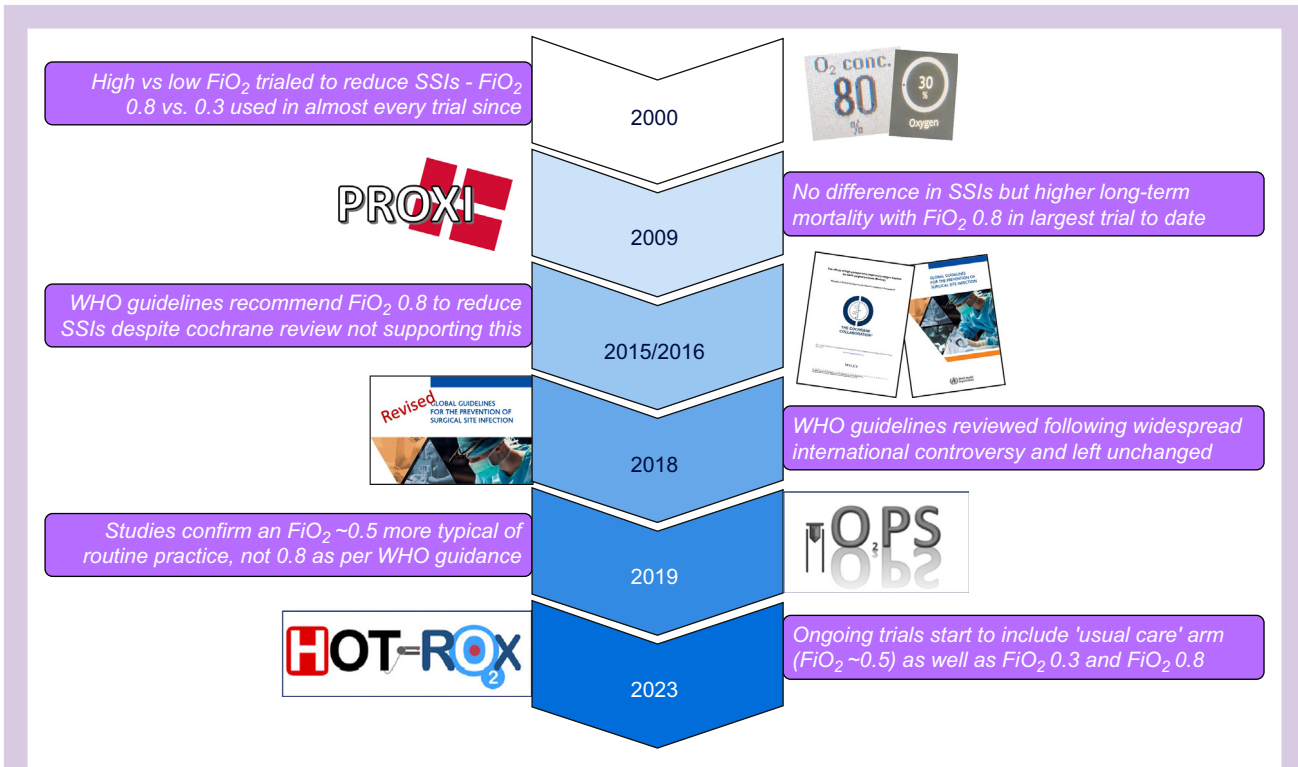 High vs low FiO2 trialed to reduce SSIs - FiO2
0.8 vs. 0.3 used in almost every trial since
2000
O2 conc.
80
%
30
%
Oxygen
PROXI
2009
No difference in SSIs but higher long-term
mortality with FiO2 0.8 in largest trial to date
WHO guidelines recommend FiO2 0.8 to reduce
SSIs despite cochrane review not supporting this
2015/2016
THE COCHRANE
COLLABORATION
WILEY
GLOBAL GUIDELINES
FOR THE PREVENTION OF
SURGICAL SITE INFECTION
World Health
Organization
Revised
GLOBAL GUIDELINES
FOR THE PREVENTION OF
SURGICAL SITE INFECTION
2018
WHO guidelines reviewed following widespread
international controversy and left unchanged
Studies confirm an FiO2 ~0.5 more typical of
routine practice, not 0.8 as per WHO guidance
2019
O2PS
HOT-ROX
2
2023
Ongoing trials start to include 'usual care' arm
(FiO2 ~0.5) as well as FiO2 0.3 and FiO2 0.8